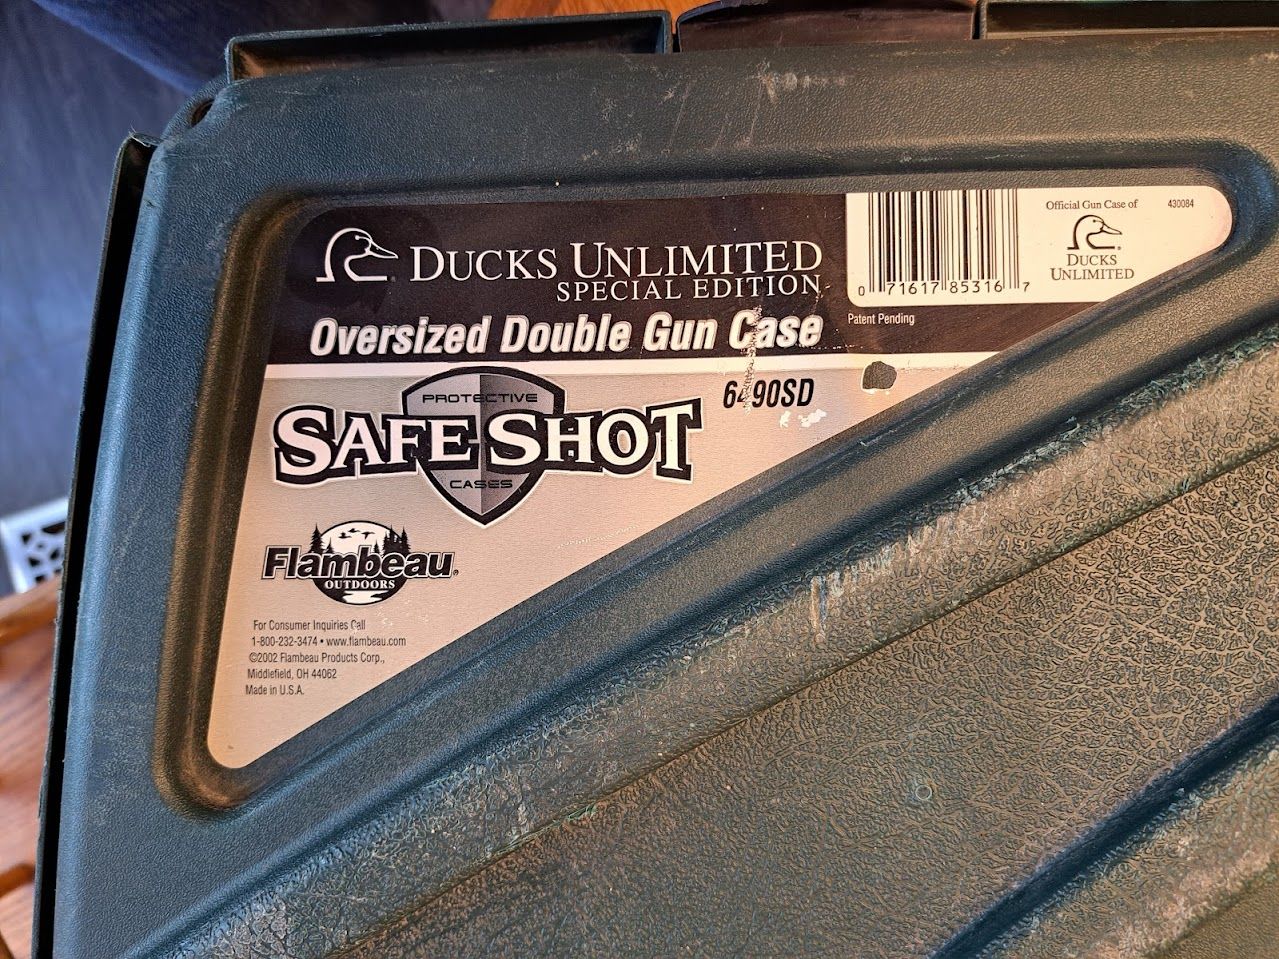 DUCKS UNLIMITED
SPECIAL EDITION
Oversized Double Gun Case
0 71617 85316 7
Patent Pending
Official Gun Case of
430084
DUCKS
UNLIMITED
PROTECTIVE
SAFE SHOT
CASES
Flambeau
OUTDOORS
For Consumer Inquiries Call
1-800-232-3474 • www.flambeau.com
©2002 Flambeau Products Corp.,
Middlefield, OH 44062
Made in U.S.A.